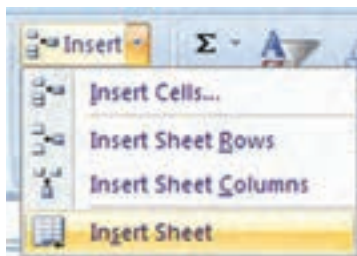 Insert Σ A
Insert Cells...
Insert Sheet Rows
Insert Sheet Columns
Insert Sheet